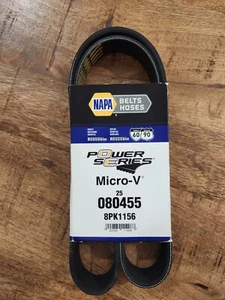 NAPA
BELTS
HOSES
60 90
POWER
SERIES
Micro-V®
25
080455
8PK1156